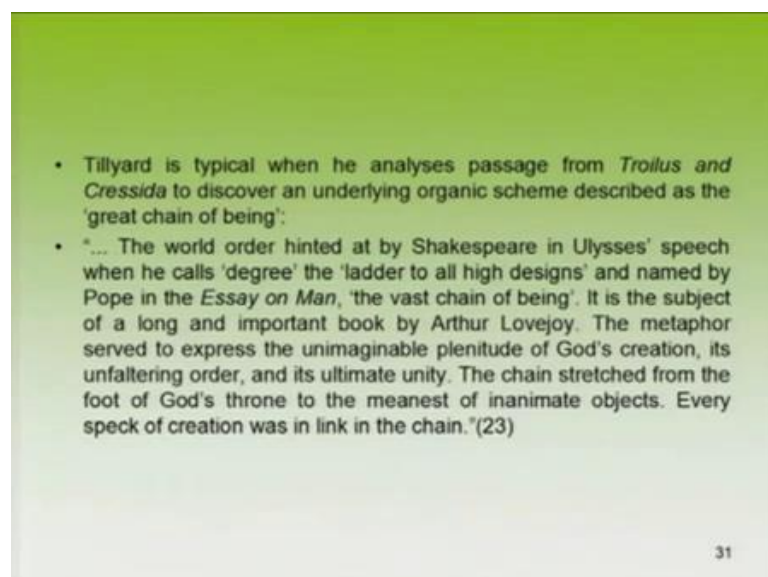 • Tillyard is typical when he analyses passage from Troilus and
Cressida to discover an underlying organic scheme described as the
'great chain of being':
• "... The world order hinted at by Shakespeare in Ulysses' speech
when he calls 'degree' the 'ladder to all high designs' and named by
Pope in the Essay on Man, 'the vast chain of being'. It is the subject
of a long and important book by Arthur Lovejoy. The metaphor
served to express the unimaginable plenitude of God's creation, its
unfaltering order, and its ultimate unity. The chain stretched from the
foot of God's throne to the meanest of inanimate objects. Every
speck of creation was in link in the chain."(23)
31